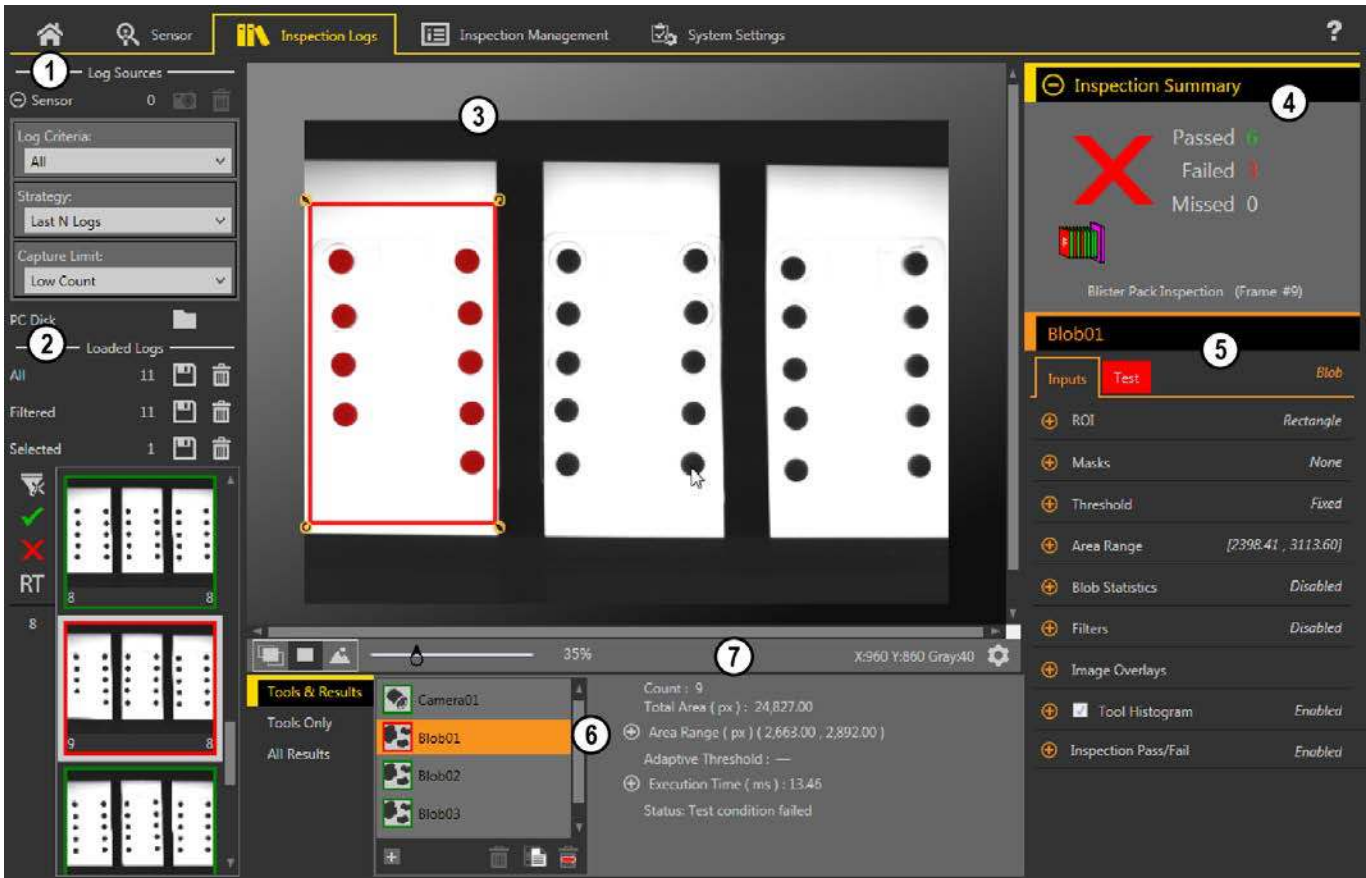 Sensor
Inspection Logs
Inspection Management
System Settings
?
1
Log Sources
Sensor 0
Log Criteria:
All
Strategy:
Last N Logs
Capture Limit:
Low Count
PC Disk
2
Loaded Logs
All 11
Filtered 11
Selected 1
RT
8
8 8
9 8
3
35%
7
X:960 Y:860 Gray:40
Tools & Results
Tools Only
All Results
Camera01
Blob01
Blob02
Blob03
6
Count : 9
Total Area ( px ) : 24,827.00
Area Range ( px ) ( 2,663.00 , 2,892.00 )
Adaptive Threshold : —
Execution Time ( ms ) : 13.46
Status: Test condition failed
Inspection Summary
4
Passed 6
Failed 3
Missed 0
Blister Pack Inspection (Frame #9)
Blob01
5
Inputs Test Blob
ROI Rectangle
Masks None
Threshold Fixed
Area Range [2398.41 , 3113.60]
Blob Statistics Disabled
Filters Disabled
Image Overlays
Tool Histogram Enabled
Inspection Pass/Fail Enabled